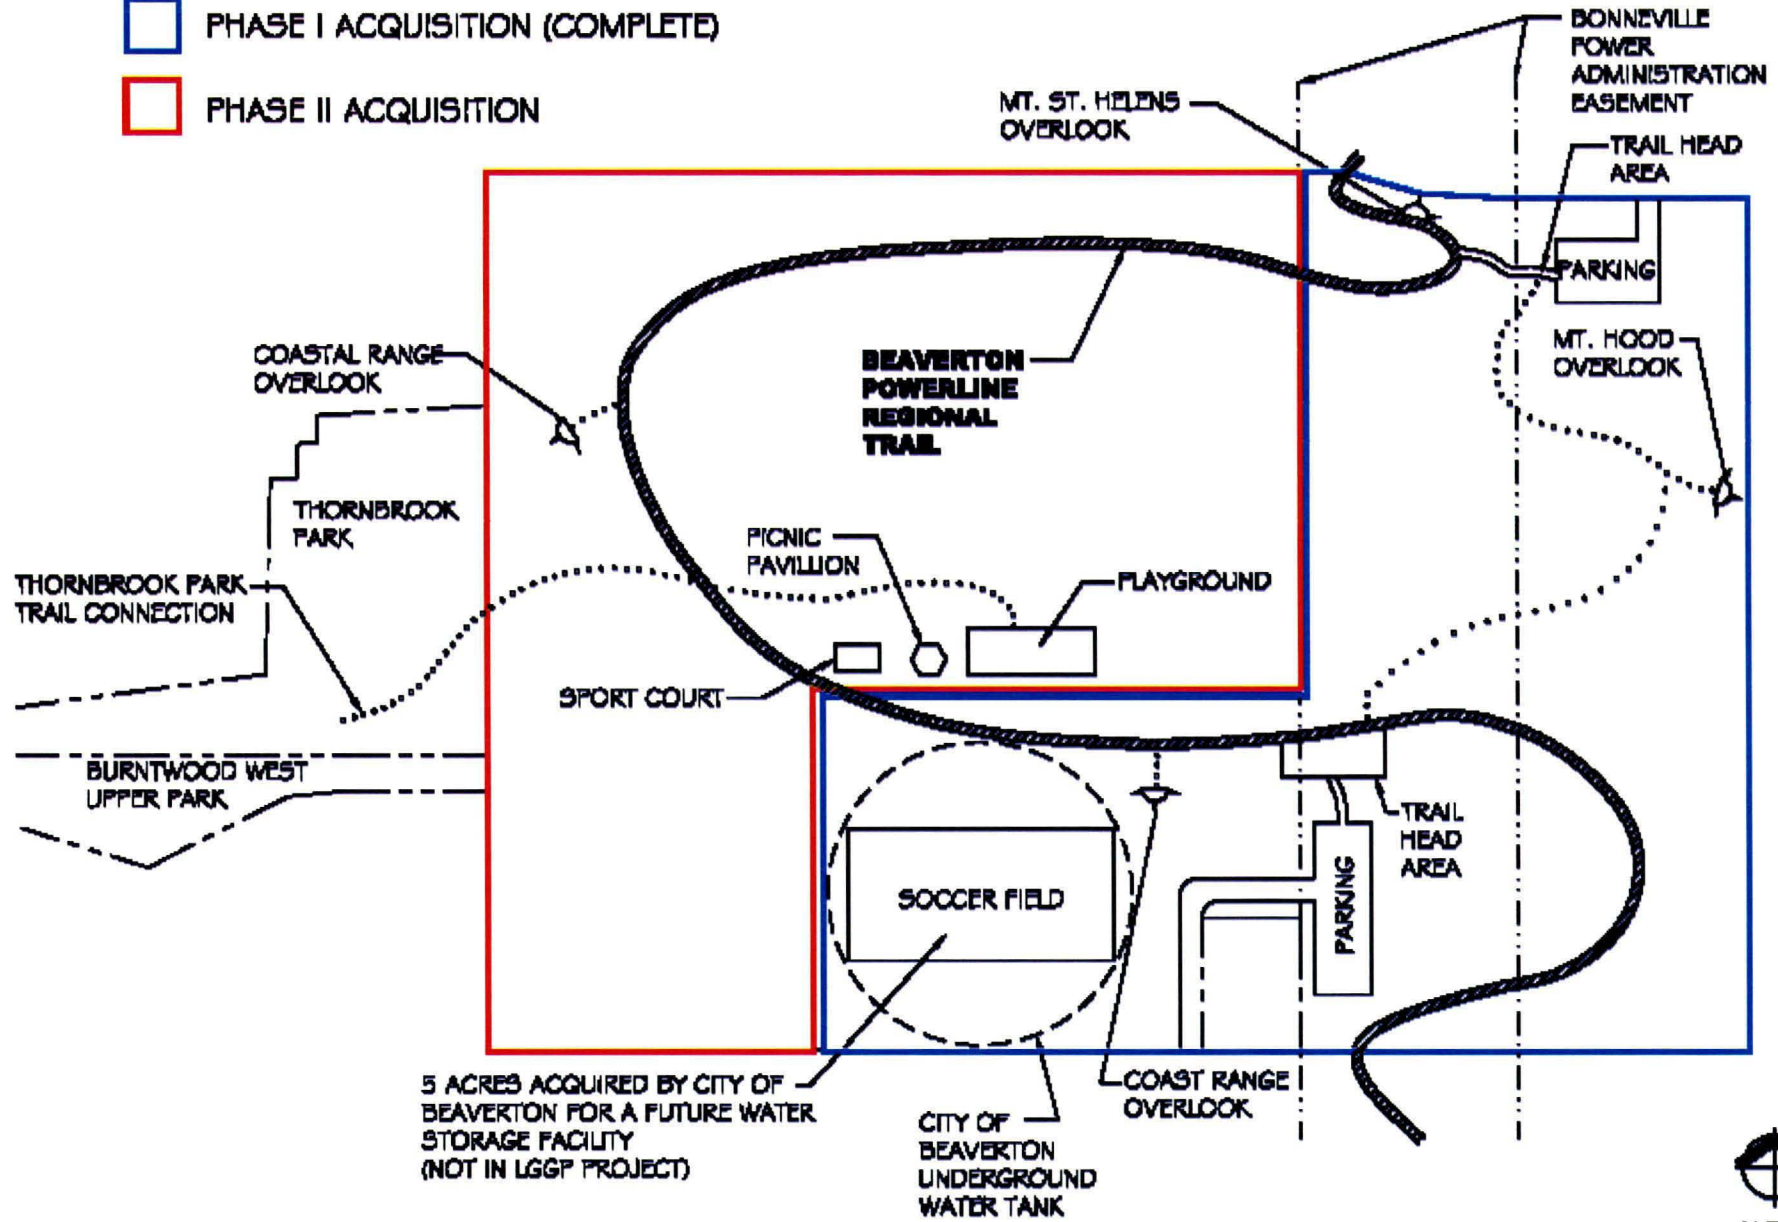 PHASE I ACQUISITION (COMPLETE)
PHASE II ACQUISITION
BONNEVILLE
POWER
ADMINISTRATION
EASEMENT
MT. ST. HELENS
OVERLOOK
TRAIL HEAD
AREA
PARKING
MT. HOOD
OVERLOOK
COASTAL RANGE
OVERLOOK
BEAVERTON
POWERLINE
REGIONAL
TRAIL
THORNBROOK
PARK
PICNIC
PAVILLION
PLAYGROUND
THORNBROOK PARK
TRAIL CONNECTION
SPORT COURT
BURNTWOOD WEST
UPPER PARK
TRAIL
HEAD
AREA
SOCCER FIELD
PARKING
5 ACRES ACQUIRED BY CITY OF
BEAVERTON FOR A FUTURE WATER
STORAGE FACILITY
(NOT IN LGGP PROJECT)
COAST RANGE
OVERLOOK
CITY OF
BEAVERTON
UNDERGROUND
WATER TANK